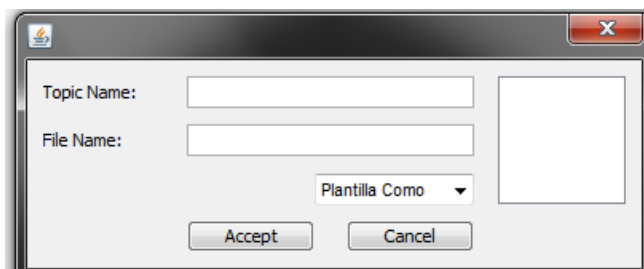 Topic Name:
File Name:
Plantilla Como
Accept Cancel